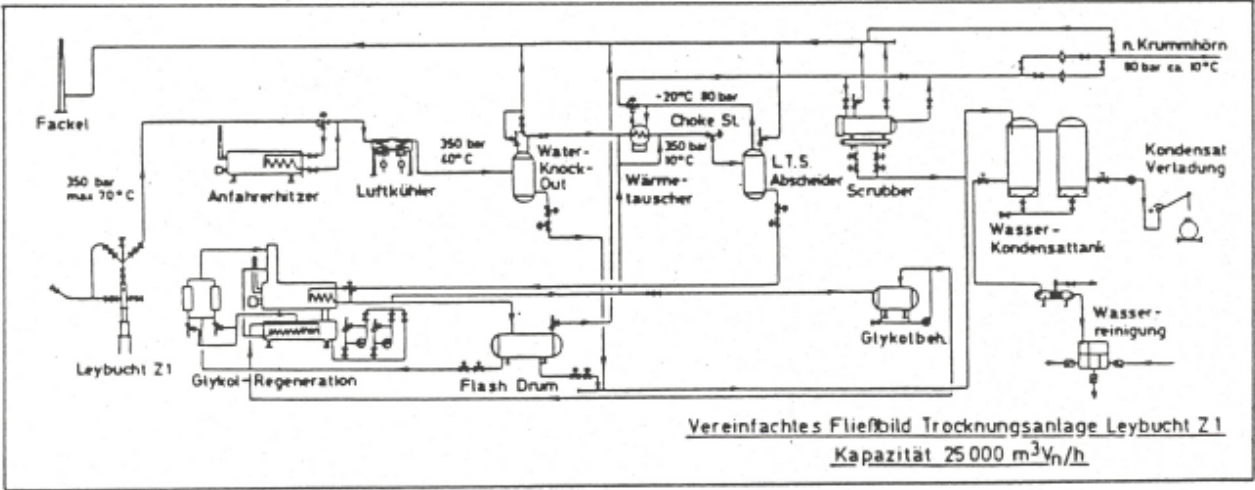 Fackel
350 bar
max 70°C
Anfahrerhitzer
Luftkühler
350 bar
40°C
Water-
Knock-
Out
-20°C 80 bar
Choke St.
350 bar
10°C
Wärme-
tauscher
L.T.S.
Abscheider
Scrubber
n. Krummhörn
80 bar ca. 10°C
Kondensat
Verladung
Wasser-
Kondensattank
Wasser-
reinigung
Leybucht Z1
Glykol-Regeneration
Flash Drum
Glykolbeh.
Vereinfachtes Fließbild Trocknungsanlage Leybucht Z1
Kapazität 25000 m³Vn/h